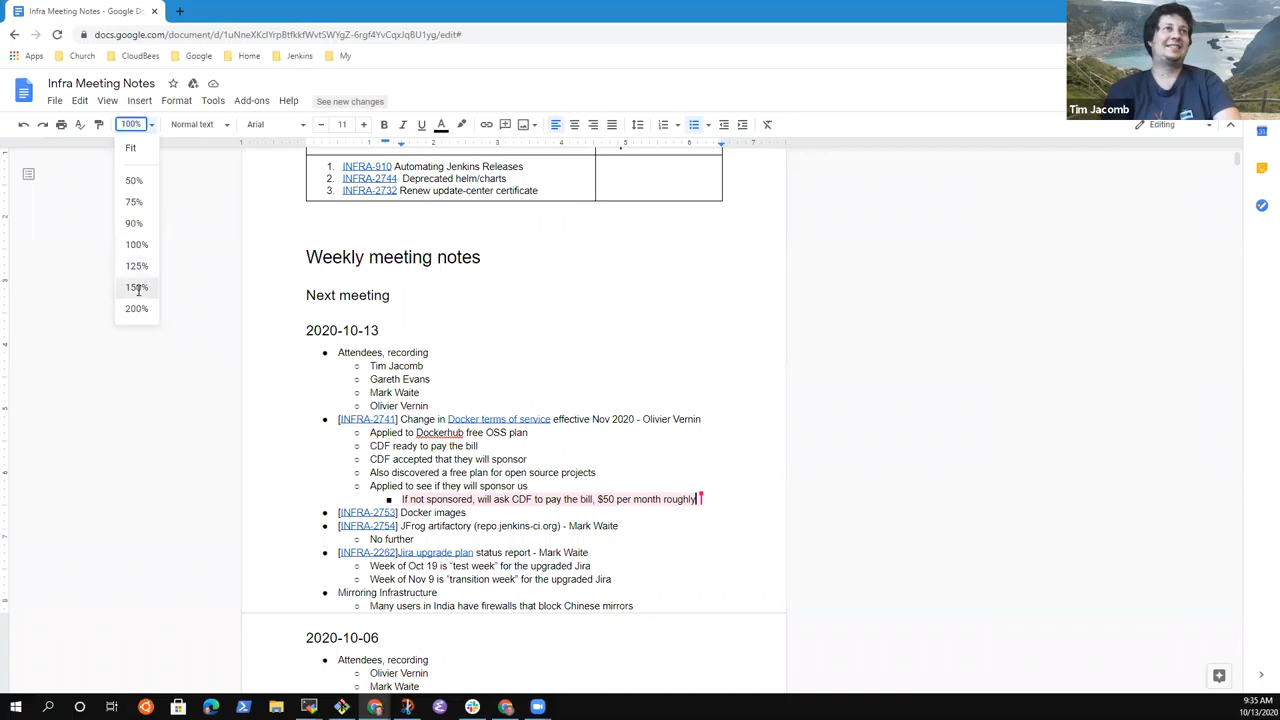 Infra Meeting Notes - Google Do
docs.google.com/document/d/1uNneXKcIYrpBtfkkfWvtSWYgZ-6rgf4YvCqxJqBU1yg/edit#
Apps Church CloudBees Google Home Jenkins My
Tim Jacomb
Infra Meeting Notes
File Edit View Insert Format Tools Add-ons Help See new changes
100% Normal text Arial 11 Editing
Fit
50%
75%
90%
100%
125%
150%
200%
1. INFRA-910 Automating Jenkins Releases
2. INFRA-2744 Deprecated helm/charts
3. INFRA-2732 Renew update-center certificate
Weekly meeting notes
Next meeting
2020-10-13
● Attendees, recording
○ Tim Jacomb
○ Gareth Evans
○ Mark Waite
○ Olivier Vernin
● [INFRA-2741] Change in Docker terms of service effective Nov 2020 - Olivier Vernin
○ Applied to Dockerhub free OSS plan
○ CDF ready to pay the bill
○ CDF accepted that they will sponsor
○ Also discovered a free plan for open source projects
○ Applied to see if they will sponsor us
■ If not sponsored, will ask CDF to pay the bill, $50 per month roughly
● [INFRA-2753] Docker images
● [INFRA-2754] JFrog artifactory (repo.jenkins-ci.org) - Mark Waite
○ No further
● [INFRA-2262]Jira upgrade plan status report - Mark Waite
○ Week of Oct 19 is “test week” for the upgraded Jira
○ Week of Nov 9 is “transition week” for the upgraded Jira
● Mirroring Infrastructure
○ Many users in India have firewalls that block Chinese mirrors
2020-10-06
● Attendees, recording
○ Olivier Vernin
○ Mark Waite
9:35 AM
10/13/2020